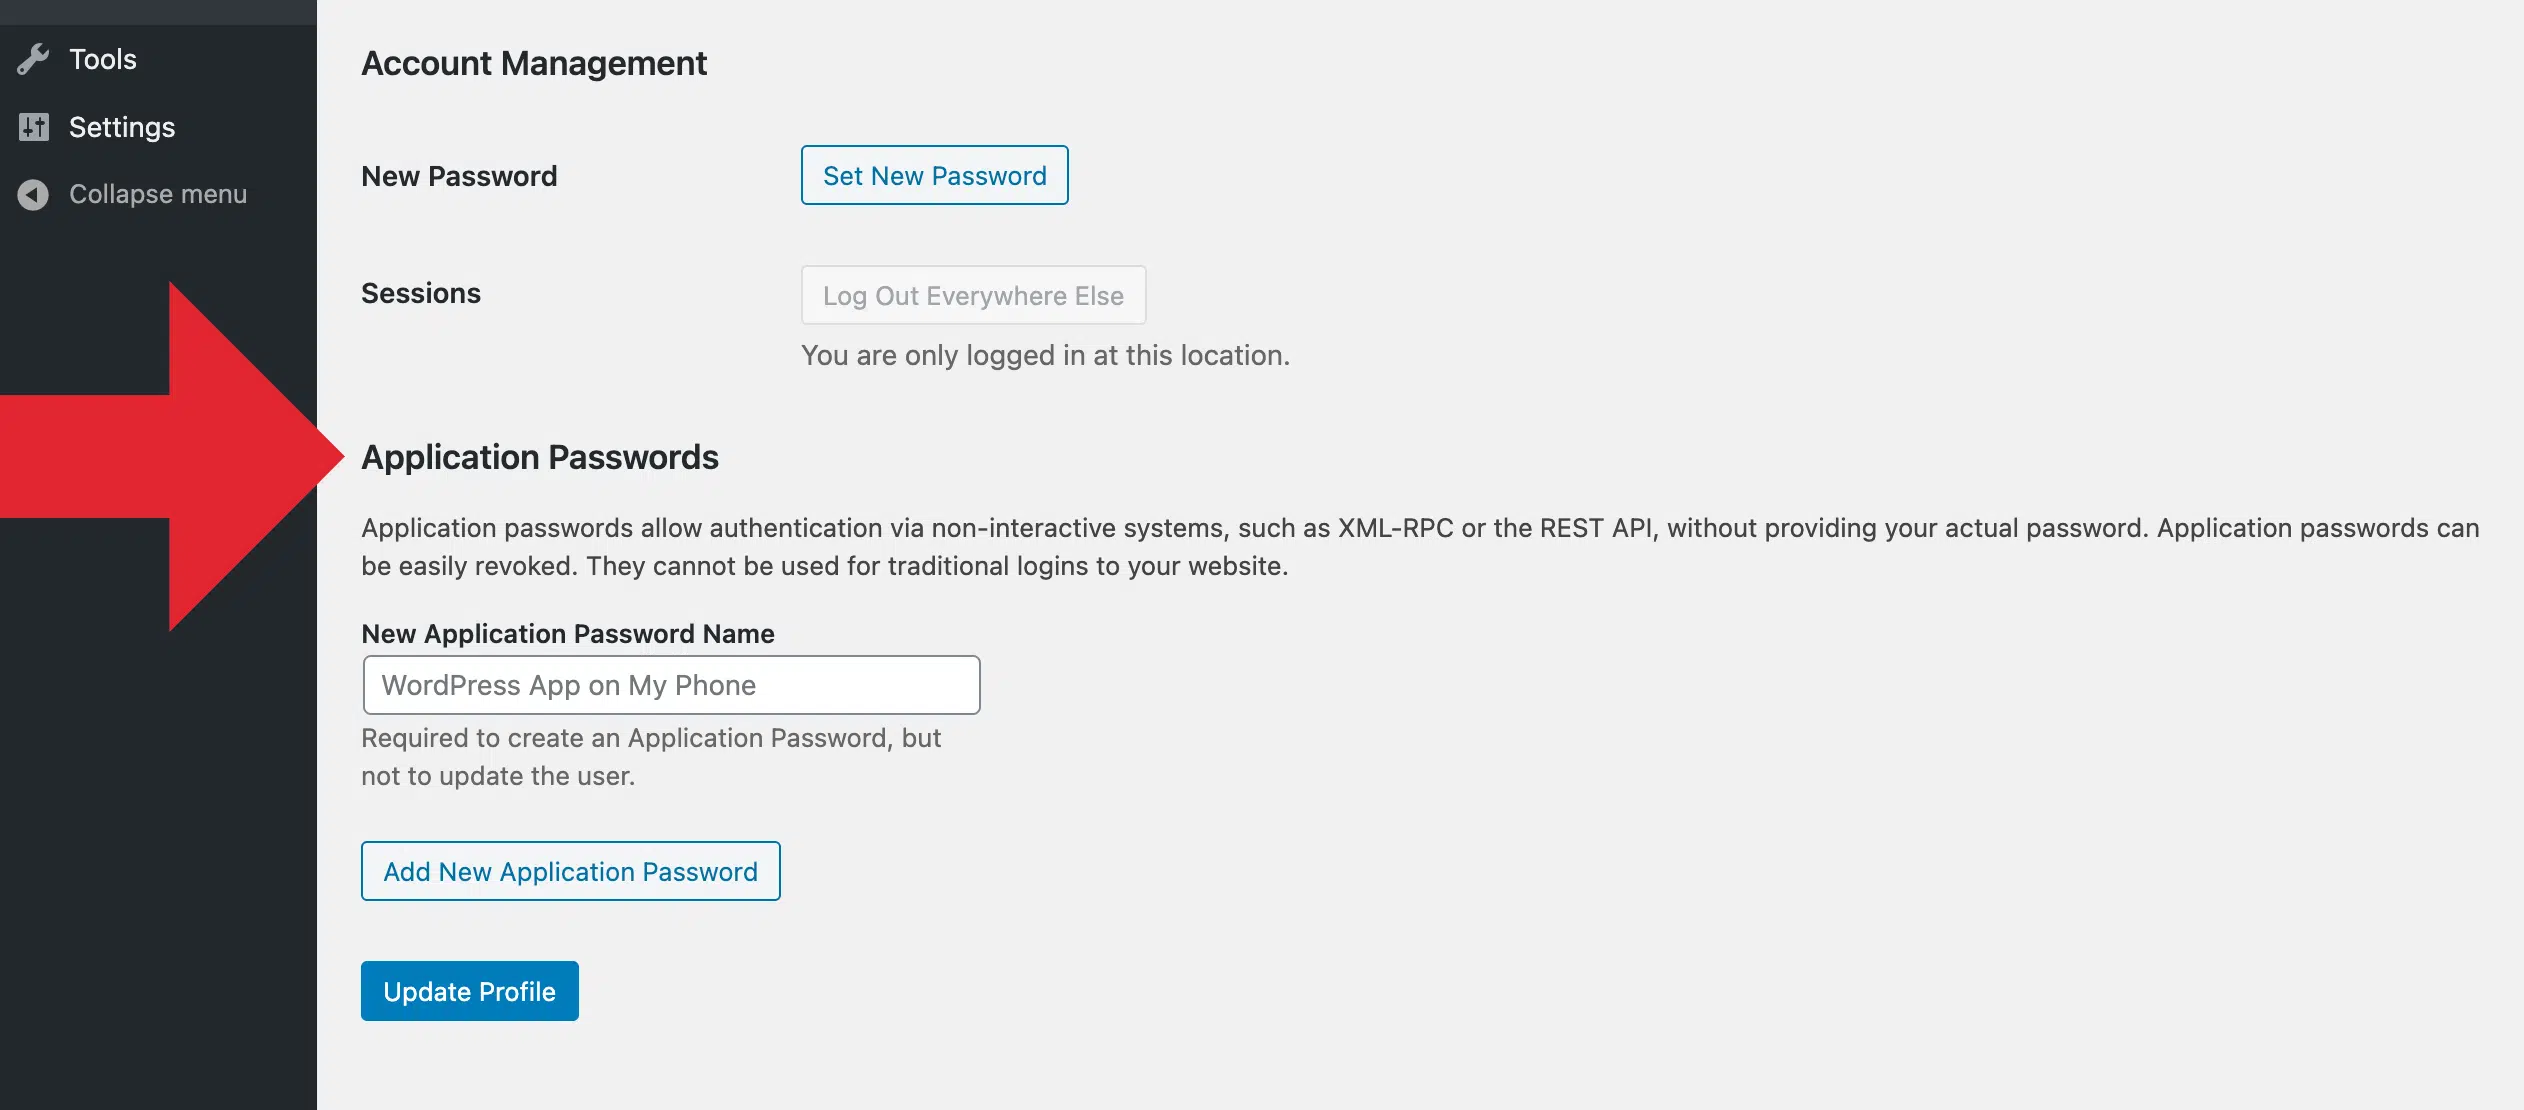 Tools
Settings
Collapse menu
Account Management
New Password
Set New Password
Sessions
Log Out Everywhere Else
You are only logged in at this location.
Application Passwords
Application passwords allow authentication via non-interactive systems, such as XML-RPC or the REST API, without providing your actual password. Application passwords can
be easily revoked. They cannot be used for traditional logins to your website.
New Application Password Name
WordPress App on My Phone
Required to create an Application Password, but
not to update the user.
Add New Application Password
Update Profile